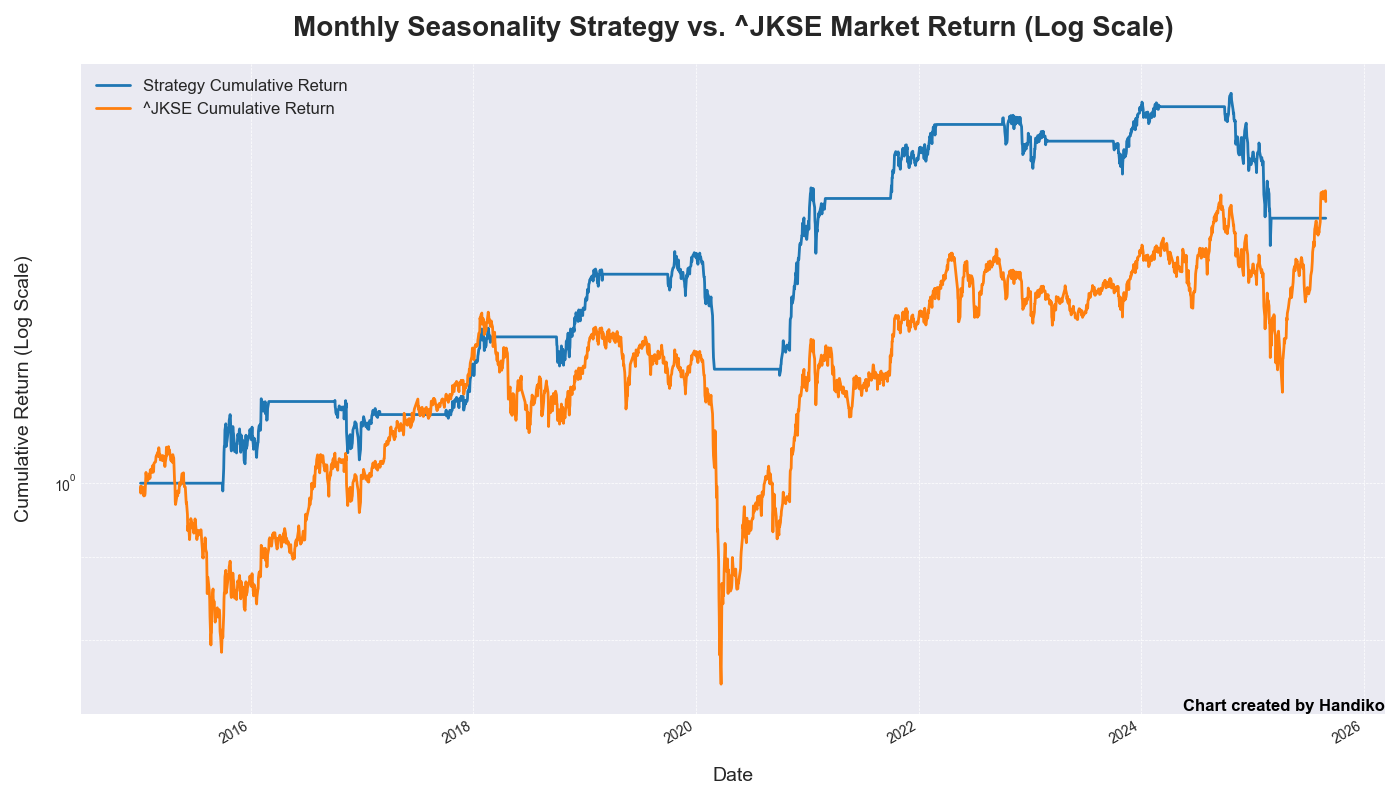 Monthly Seasonality Strategy vs. ^JKSE Market Return (Log Scale)
Strategy Cumulative Return
^JKSE Cumulative Return
Cumulative Return (Log Scale)
10⁰
Chart created by Handiko
2016 2018 2020 2022 2024 2026
Date